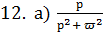 12. a) p/(p² + ϖ²)